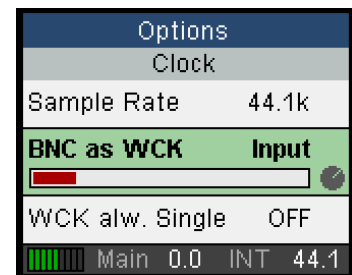 Options
Clock
Sample Rate 44.1k
BNC as WCK Input
WCK alw. Single OFF
Main 0.0 INT 44.1